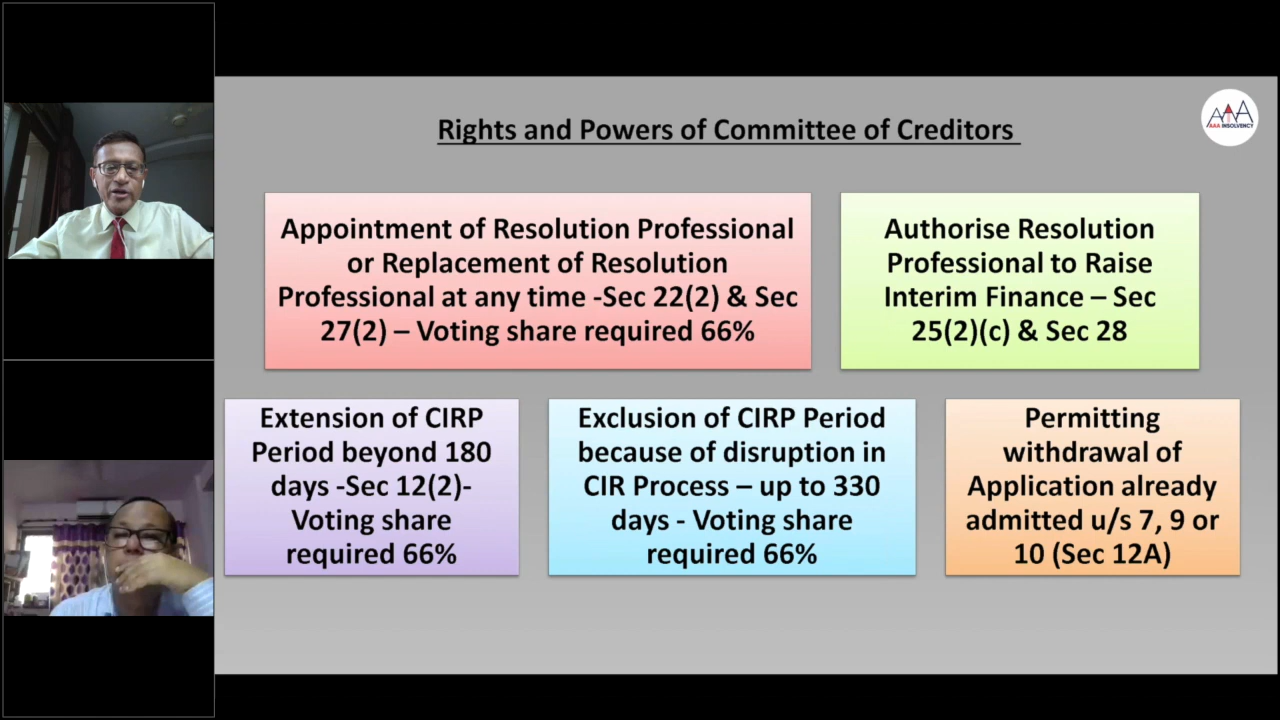 Rights and Powers of Committee of Creditors
AAA INSOLVENCY
Appointment of Resolution Professional
or Replacement of Resolution
Professional at any time -Sec 22(2) & Sec
27(2) – Voting share required 66%
Authorise Resolution
Professional to Raise
Interim Finance – Sec
25(2)(c) & Sec 28
Extension of CIRP
Period beyond 180
days -Sec 12(2)-
Voting share
required 66%
Exclusion of CIRP Period
because of disruption in
CIR Process – up to 330
days - Voting share
required 66%
Permitting
withdrawal of
Application already
admitted u/s 7, 9 or
10 (Sec 12A)